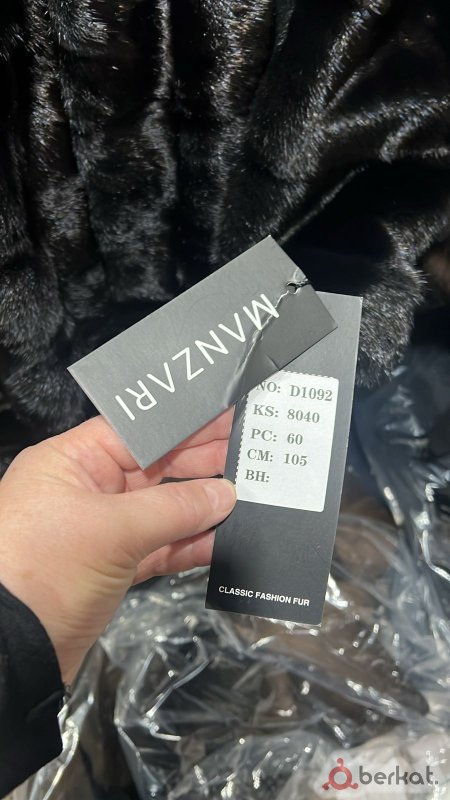 MANZARI
NO: D1092
KS: 8040
PC: 60
CM: 105
BH:
CLASSIC FASHION FUR
berkat.